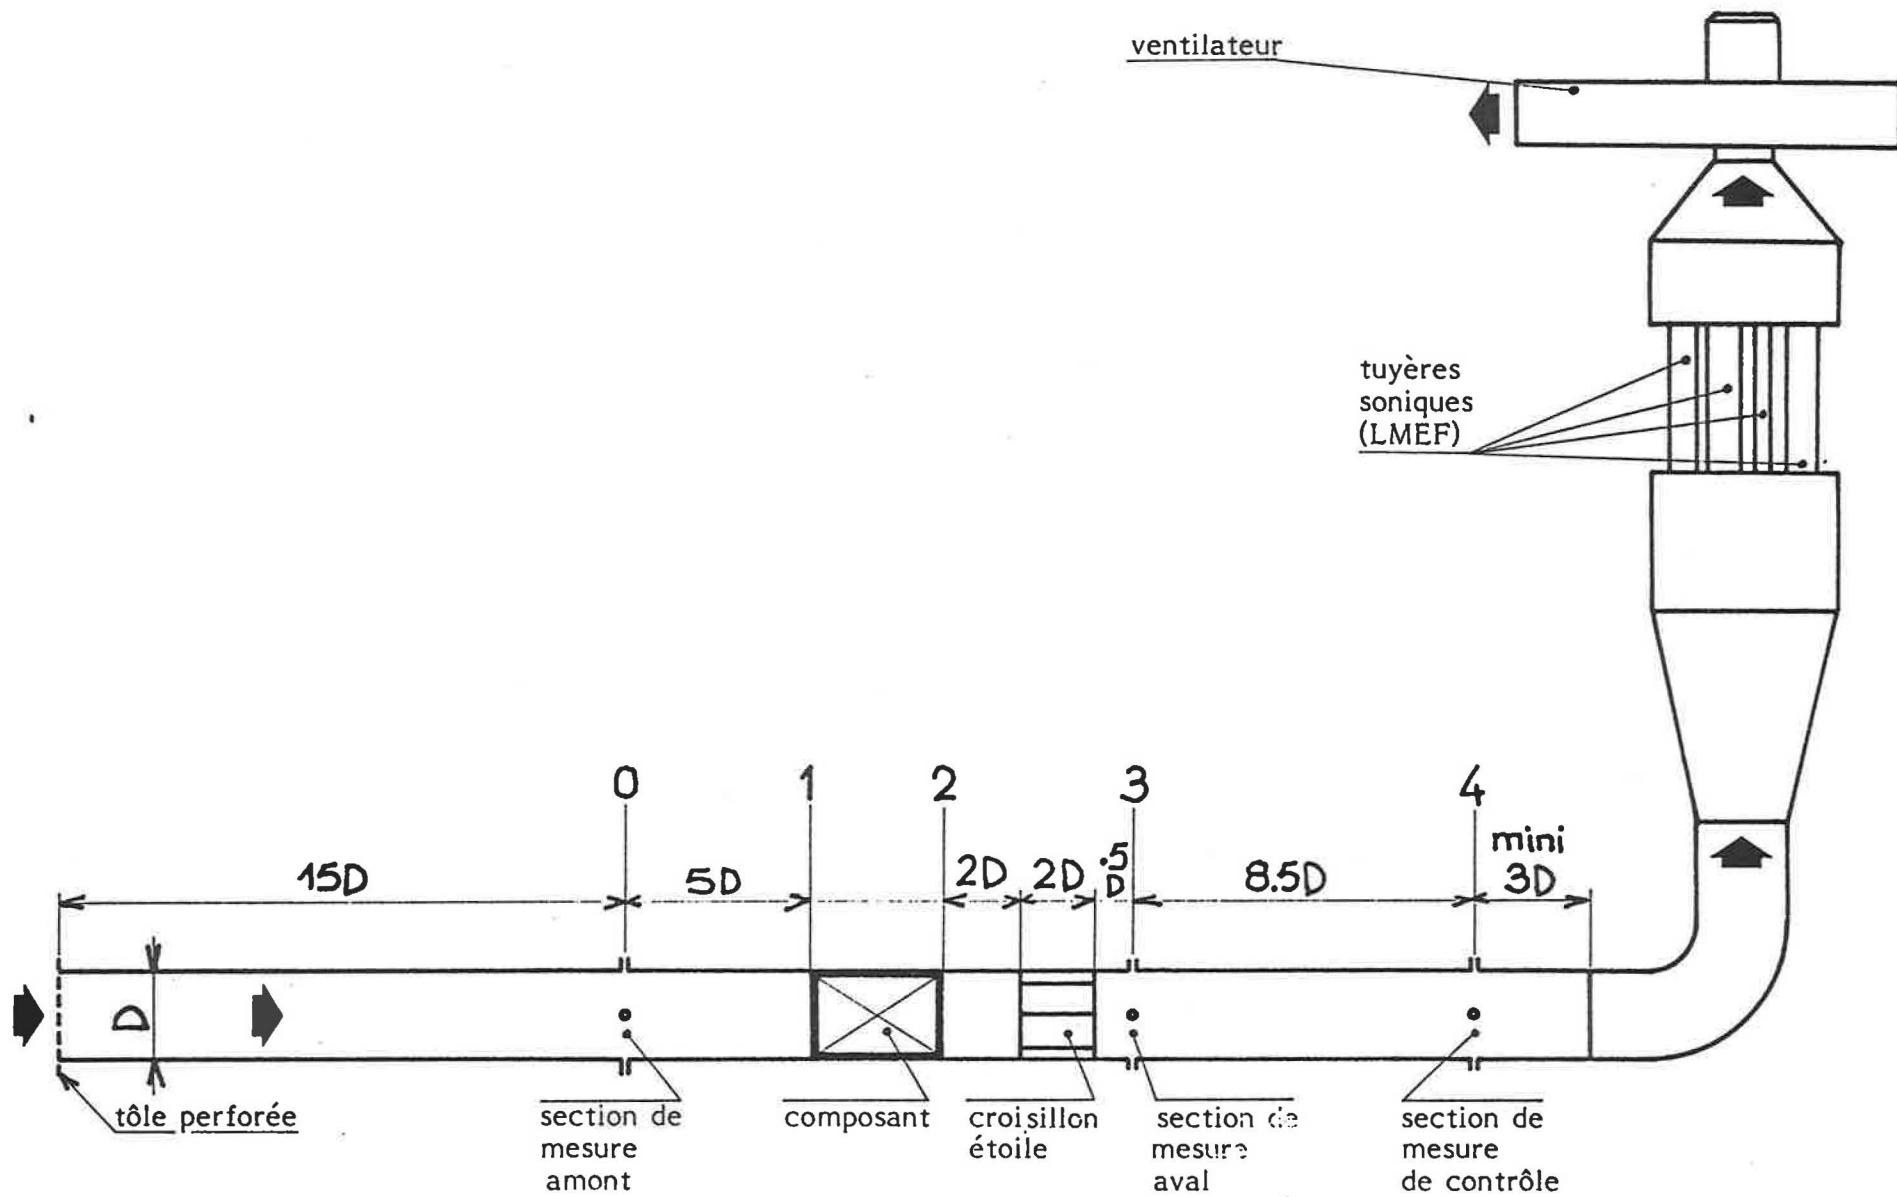 ventilateur
tuyères
soniques
(LMEF)
0 1 2 3 4
15D 5D 2D 2D .5 D 8.5D mini 3D
D
tôle perforée
section de
mesure
amont
composant
croisillon
étoile
section de
mesure
aval
section de
mesure
de contrôle